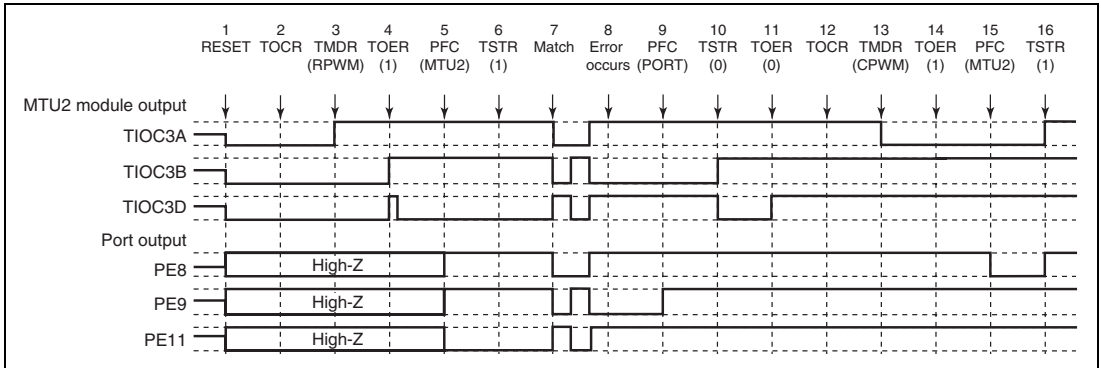 1 2 3 4 5 6 7 8 9 10 11 12 13 14 15 16
RESET TOCR TMDR TOER PFC TSTR Match Error PFC TSTR TOER TOCR TMDR TOER PFC TSTR
(RPWM) (1) (MTU2) (1) occurs (PORT) (0) (0) (CPWM) (1) (MTU2) (1)
MTU2 module output
TIOC3A
TIOC3B
TIOC3D
Port output
PE8 High-Z
PE9 High-Z
PE11 High-Z